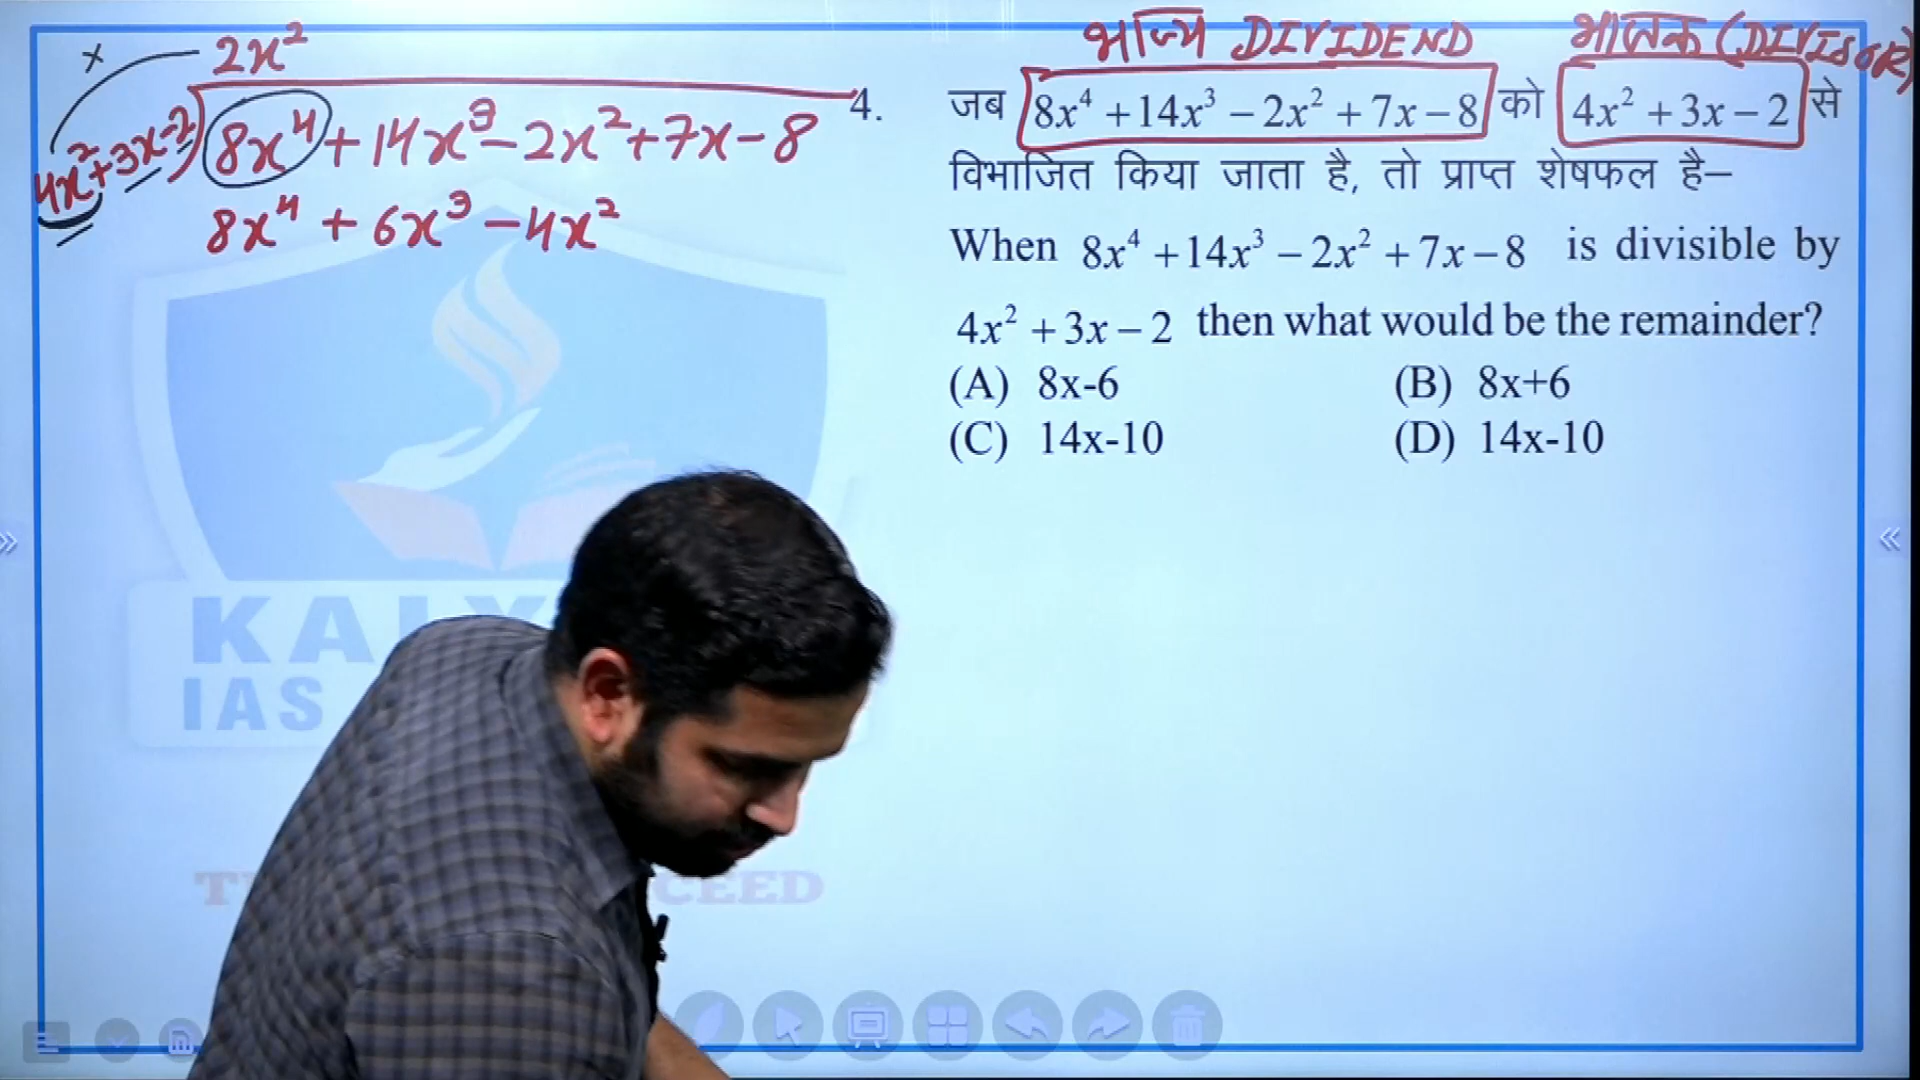 2x²
4x²+3x-2) 8x⁴+14x³-2x²+7x-8
8x⁴+6x³-4x²
×
भाज्य DIVIDEND
भाजक (DIVISOR)
4. जब 8x⁴+14x³–2x²+7x–8 को 4x²+3x–2 से
विभाजित किया जाता है, तो प्राप्त शेषफल है–
When 8x⁴+14x³–2x²+7x–8 is divisible by
4x²+3x–2 then what would be the remainder?
(A) 8x-6 (B) 8x+6
(C) 14x-10 (D) 14x-10
IAS